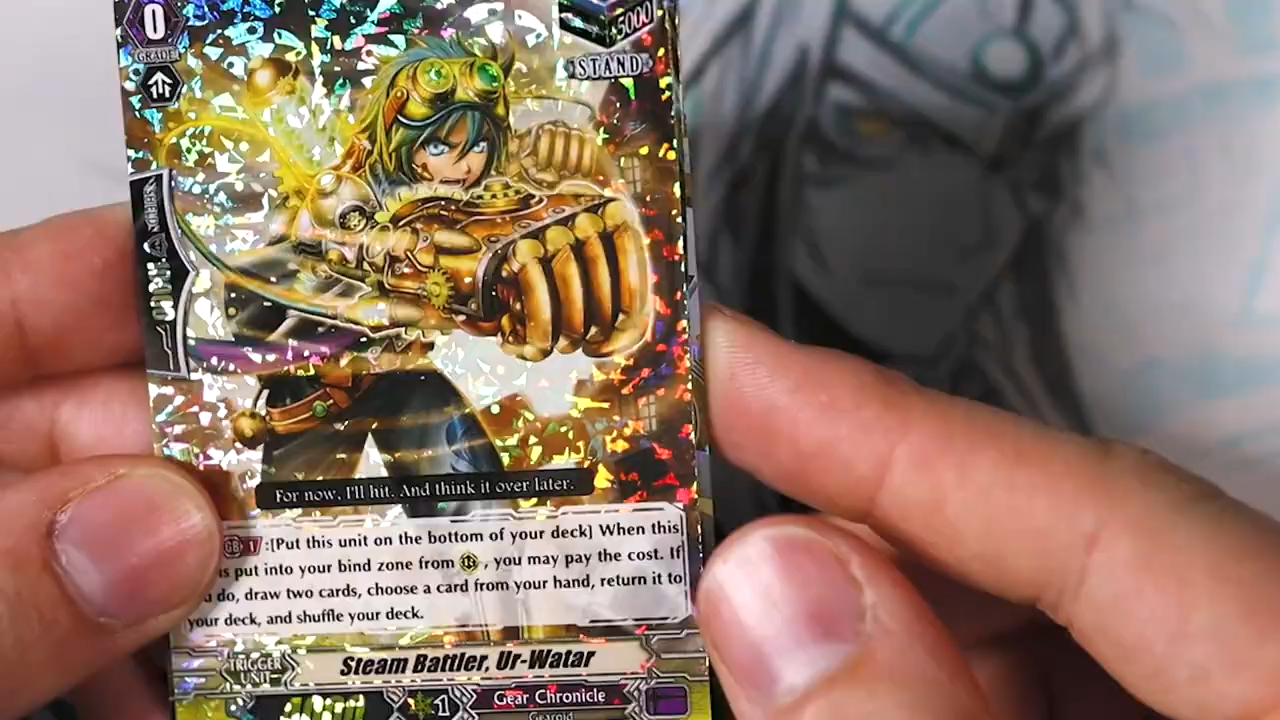 0
GRADE
+5000
STAND
SHIELD
For now, I'll hit. And think it over later.
GB 1 :[Put this unit on the bottom of your deck] When this
is put into your bind zone from , you may pay the cost. If
do, draw two cards, choose a card from your hand, return it to
your deck, and shuffle your deck.
TRIGGER
UNIT
Steam Battler, Ur-Watar
1
Gear Chronicle
Gearoid